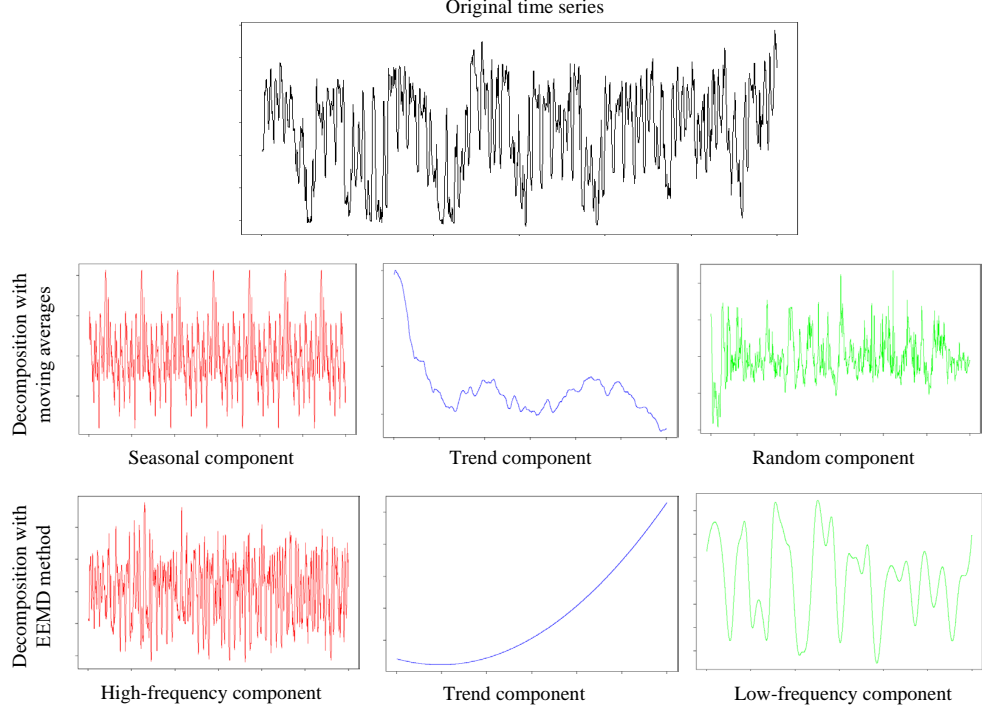 Original time series
Decomposition with
moving averages
Seasonal component
Trend component
Random component
Decomposition with
EEMD method
High-frequency component
Trend component
Low-frequency component